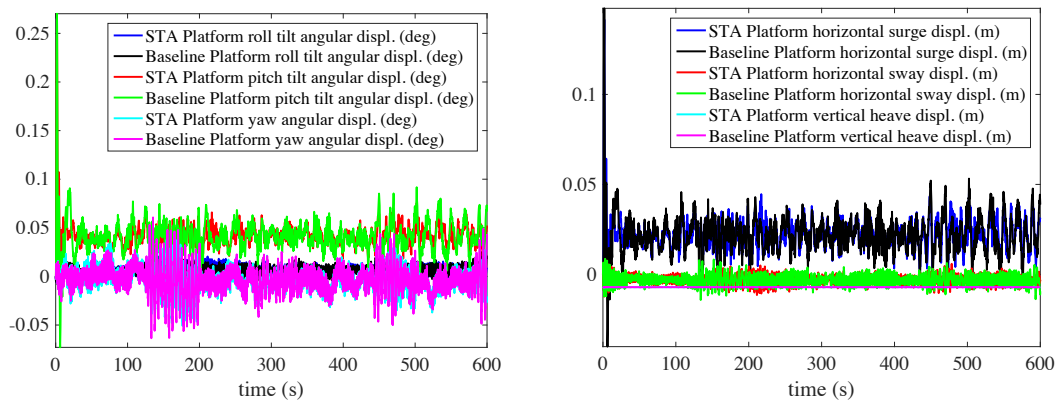 0.25
0.2
0.15
0.1
0.05
0
-0.05
STA Platform roll tilt angular displ. (deg)
Baseline Platform roll tilt angular displ. (deg)
STA Platform pitch tilt angular displ. (deg)
Baseline Platform pitch tilt angular displ. (deg)
STA Platform yaw angular displ. (deg)
Baseline Platform yaw angular displ. (deg)
0 100 200 300 400 500 600
time (s)
0.1
0.05
0
STA Platform horizontal surge displ. (m)
Baseline Platform horizontal surge displ. (m)
STA Platform horizontal sway displ. (m)
Baseline Platform horizontal sway displ. (m)
STA Platform vertical heave displ. (m)
Baseline Platform vertical heave displ. (m)
0 100 200 300 400 500 600
time (s)